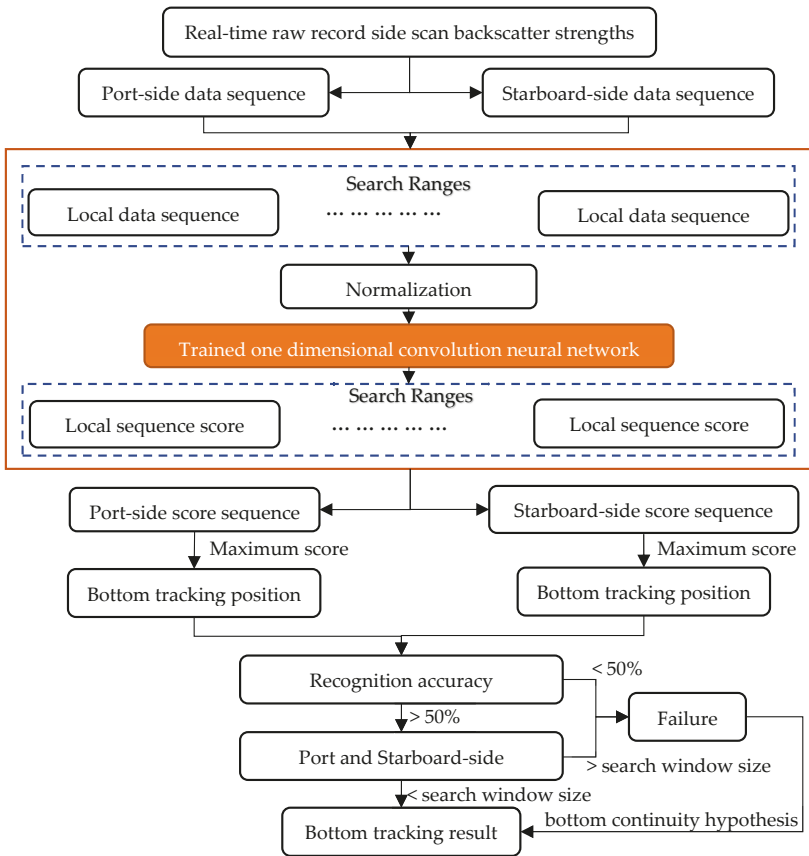 Real-time raw record side scan backscatter strengths
Port-side data sequence
Starboard-side data sequence
Search Ranges
Local data sequence
... ... ... ... ...
Local data sequence
Normalization
Trained one dimensional convolution neural network
Search Ranges
Local sequence score
... ... ... ... ...
Local sequence score
Port-side score sequence
Starboard-side score sequence
Maximum score
Maximum score
Bottom tracking position
Bottom tracking position
Recognition accuracy
< 50%
> 50%
Failure
Port and Starboard-side
> search window size
< search window size
bottom continuity hypothesis
Bottom tracking result